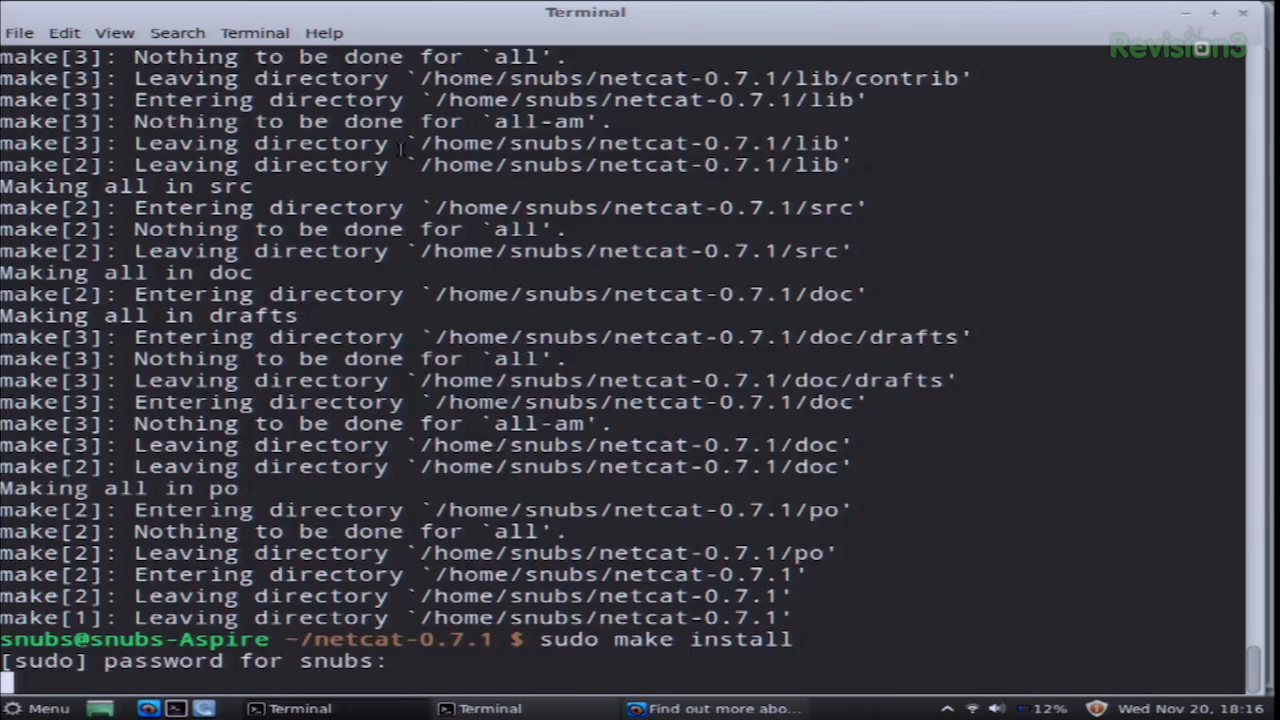 Terminal
File Edit View Search Terminal Help
Revision3
make[3]: Nothing to be done for `all'.
make[3]: Leaving directory `/home/snubs/netcat-0.7.1/lib/contrib'
make[3]: Entering directory `/home/snubs/netcat-0.7.1/lib'
make[3]: Nothing to be done for `all-am'.
make[3]: Leaving directory `/home/snubs/netcat-0.7.1/lib'
make[2]: Leaving directory `/home/snubs/netcat-0.7.1/lib'
Making all in src
make[2]: Entering directory `/home/snubs/netcat-0.7.1/src'
make[2]: Nothing to be done for `all'.
make[2]: Leaving directory `/home/snubs/netcat-0.7.1/src'
Making all in doc
make[2]: Entering directory `/home/snubs/netcat-0.7.1/doc'
Making all in drafts
make[3]: Entering directory `/home/snubs/netcat-0.7.1/doc/drafts'
make[3]: Nothing to be done for `all'.
make[3]: Leaving directory `/home/snubs/netcat-0.7.1/doc/drafts'
make[3]: Entering directory `/home/snubs/netcat-0.7.1/doc'
make[3]: Nothing to be done for `all-am'.
make[3]: Leaving directory `/home/snubs/netcat-0.7.1/doc'
make[2]: Leaving directory `/home/snubs/netcat-0.7.1/doc'
Making all in po
make[2]: Entering directory `/home/snubs/netcat-0.7.1/po'
make[2]: Nothing to be done for `all'.
make[2]: Leaving directory `/home/snubs/netcat-0.7.1/po'
make[2]: Entering directory `/home/snubs/netcat-0.7.1'
make[2]: Leaving directory `/home/snubs/netcat-0.7.1'
make[1]: Leaving directory `/home/snubs/netcat-0.7.1'
snubs@snubs-Aspire ~/netcat-0.7.1 $ sudo make install
[sudo] password for snubs:
Menu Terminal Terminal Find out more abo... 12% Wed Nov 20, 18:16